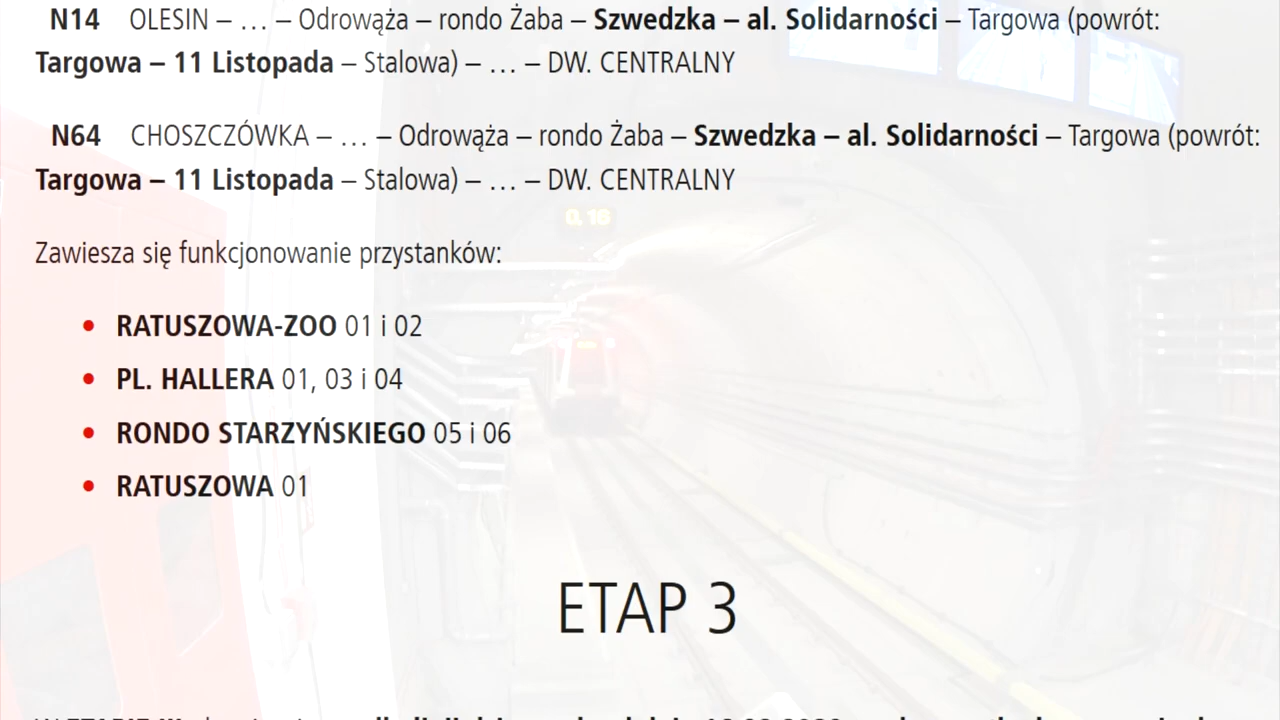 N14 OLESIN – … – Odrowąża – rondo Żaba – Szwedzka – al. Solidarności – Targowa (powrót:
Targowa – 11 Listopada – Stalowa) – … – DW. CENTRALNY
N64 CHOSZCZÓWKA – … – Odrowąża – rondo Żaba – Szwedzka – al. Solidarności – Targowa (powrót:
Targowa – 11 Listopada – Stalowa) – … – DW. CENTRALNY
Zawiesza się funkcjonowanie przystanków:
• RATUSZOWA-ZOO 01 i 02
• PL. HALLERA 01, 03 i 04
• RONDO STARZYŃSKIEGO 05 i 06
• RATUSZOWA 01
ETAP 3